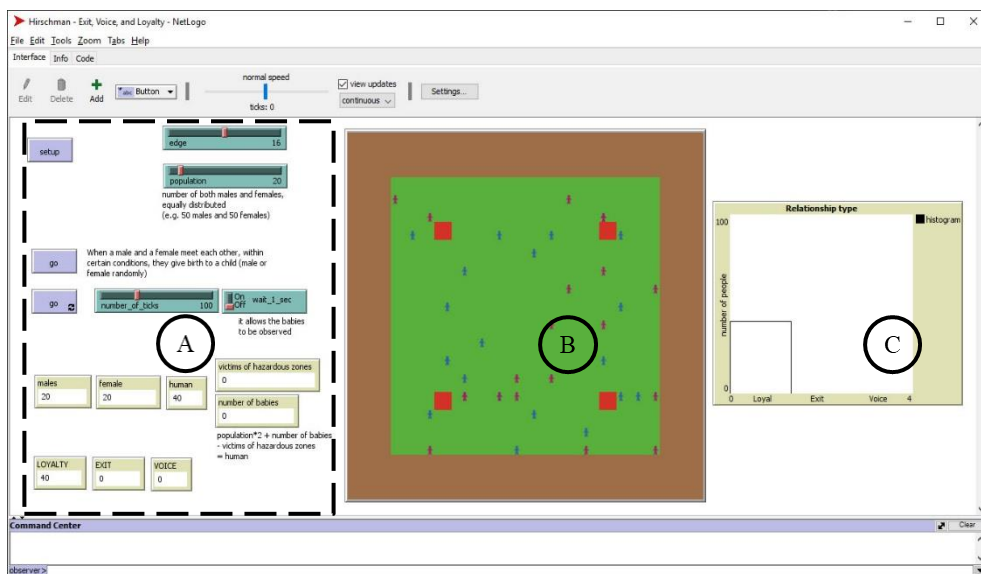 Hirschman - Exit, Voice, and Loyalty - NetLogo
File Edit Tools Zoom Tabs Help
Interface Info Code
Edit
Delete
Add
abc Button
normal speed
ticks: 0
view updates
continuous
Settings...
setup
edge 16
population 20
number of both males and females,
equally distributed
(e.g. 50 males and 50 females)
go
When a male and a female meet each other, within
certain conditions, they give birth to a child (male or
female randomly)
go
number_of_ticks 100
On
Off
wait_1_sec
it allows the babies
to be observed
A
victims of hazardous zones
0
males
20
female
20
human
40
number of babies
0
population*2 + number of babies
- victims of hazardous zones
= human
LOYALTY
40
EXIT
0
VOICE
0
B
Relationship type
100
number of people
0
0 Loyal Exit Voice 4
histogram
C
Command Center
Clear
observer>